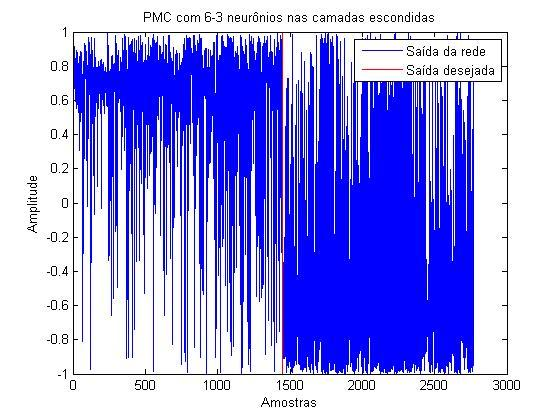 PMC com 6-3 neurônios nas camadas escondidas
Saída da rede
Saída desejada
Amplitude
1
0.8
0.6
0.4
0.2
0
-0.2
-0.4
-0.6
-0.8
-1
0 500 1000 1500 2000 2500 3000
Amostras